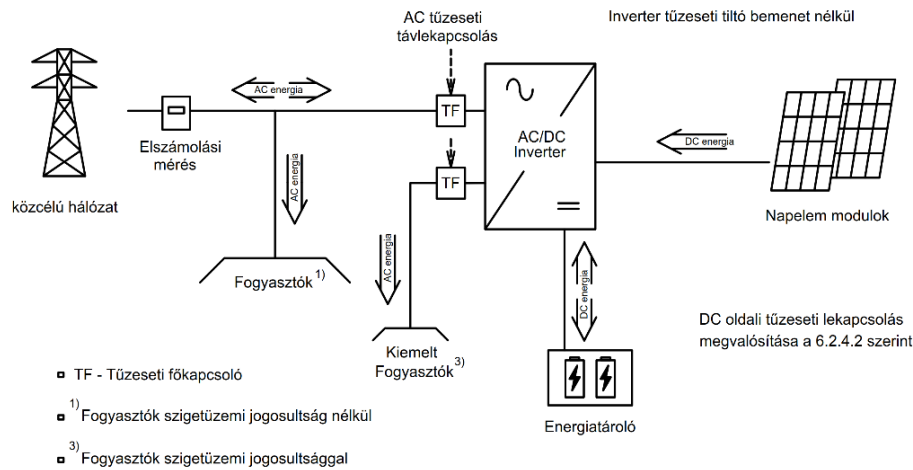 AC tűzeseti
távlekapcsolás
Inverter tűzeseti tiltó bemenet nélkül
AC energia
TF
AC/DC
Inverter
DC energia
Elszámolási
mérés
TF
közcélú hálózat
AC energia
Napelem modulok
AC energia
DC energia
Fogyasztók 1)
Kiemelt
Fogyasztók 3)
DC oldali tűzeseti lekapcsolás
megvalósítása a 6.2.4.2 szerint
TF - Tűzeseti főkapcsoló
1) Fogyasztók szigetüzemi jogosultság nélkül
3) Fogyasztók szigetüzemi jogosultsággal
Energiatároló